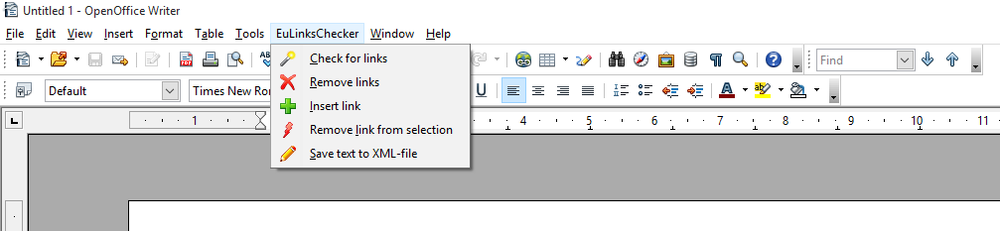 Untitled 1 - OpenOffice Writer
File Edit View Insert Format Table Tools EuLinksChecker Window Help
Check for links
Remove links
Insert link
Remove link from selection
Save text to XML-file
Find
Default Times New
1 4 5 6 7 8 9 10 11